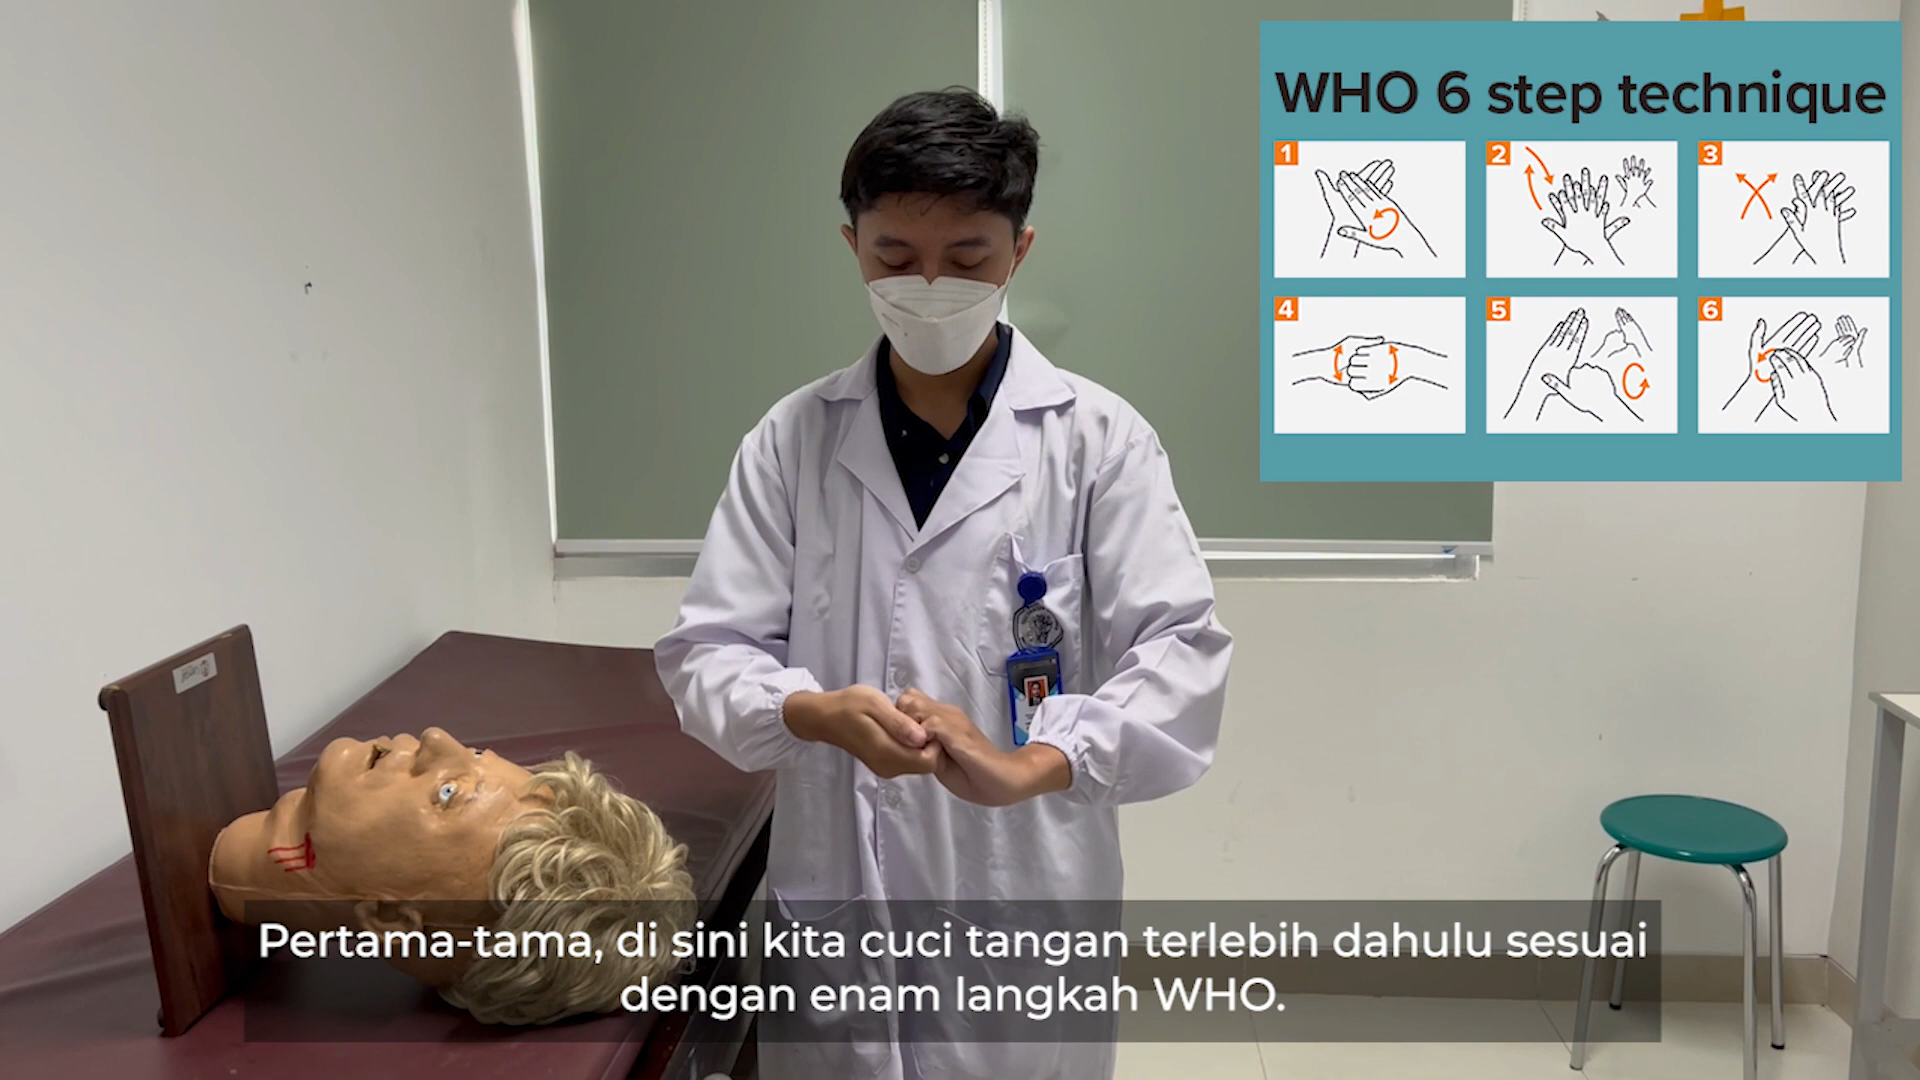 WHO 6 step technique
1
2
3
4
5
6
Pertama-tama, di sini kita cuci tangan terlebih dahulu sesuai
dengan enam langkah WHO.